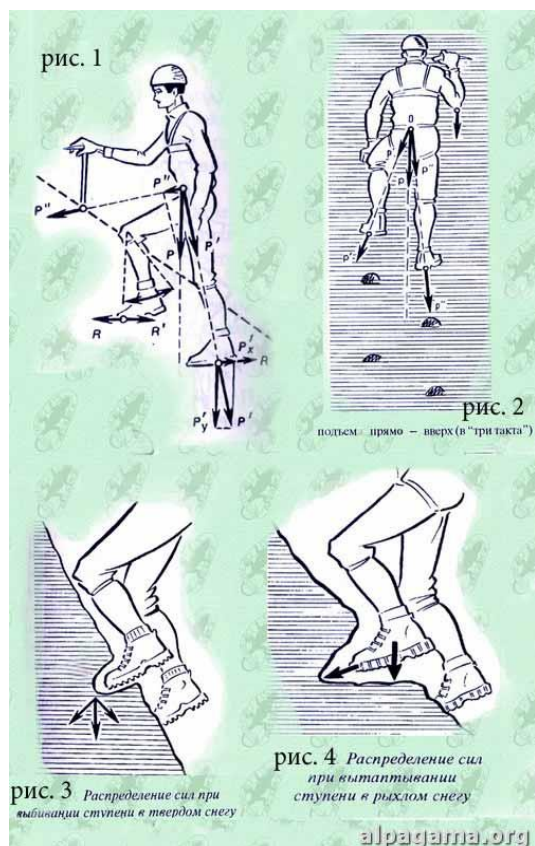 рис. 1
P"
P"
P
P'
R
R'
P'x
R
P'y
P'
O
P'
P
P"
P'
P"
рис. 2
подъем прямо – вверх (в "три такта")
рис. 3 Распределение сил при
выбивании ступени в твердом снегу
рис. 4 Распределение сил
при вытаптывании
ступени в рыхлом снегу
alpagama.org